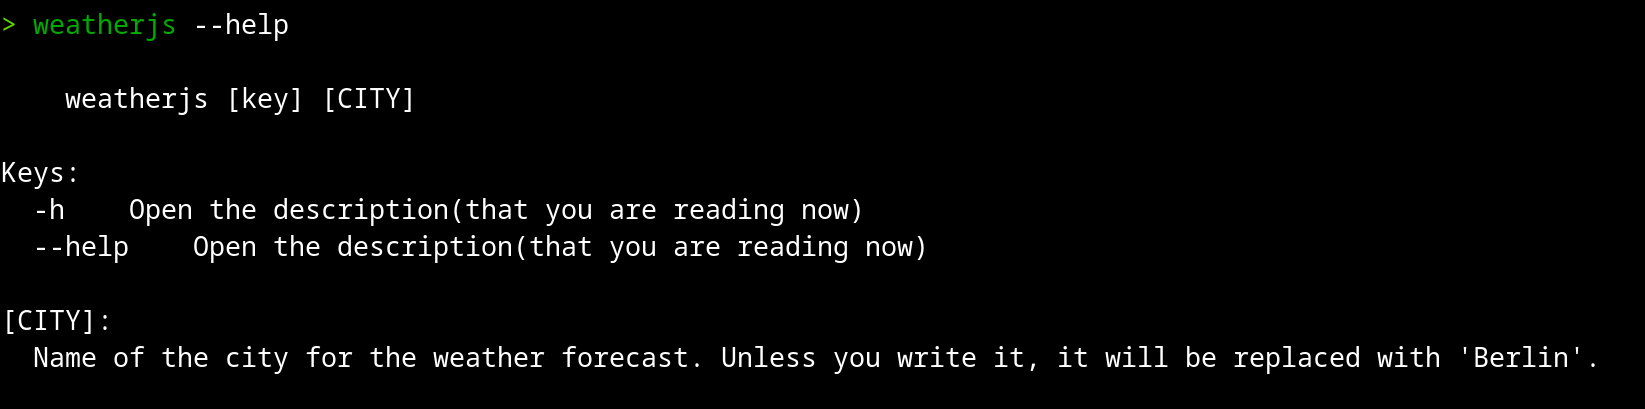 > weatherjs --help
weatherjs [key] [CITY]
Keys:
-h    Open the description(that you are reading now)
--help    Open the description(that you are reading now)
[CITY]:
Name of the city for the weather forecast. Unless you write it, it will be replaced with 'Berlin'.